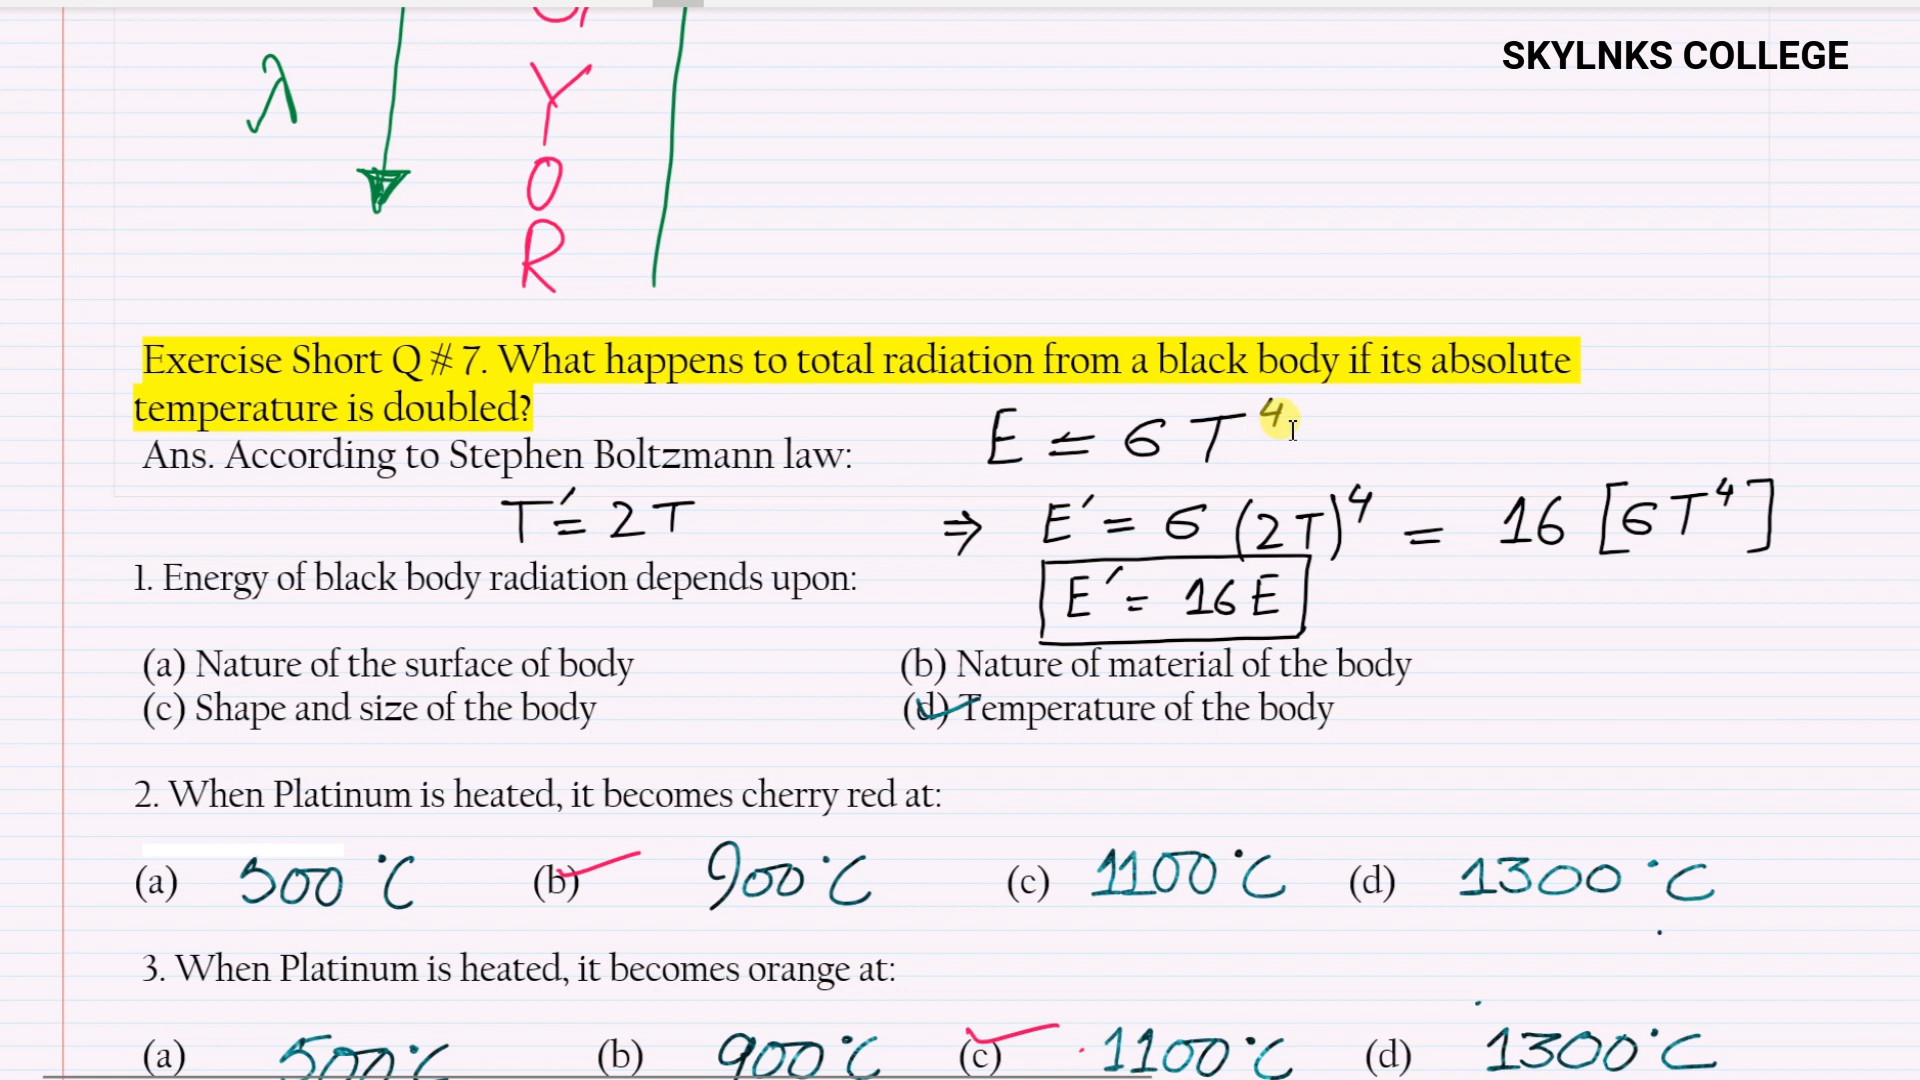 SKYLNKS COLLEGE
λ
Y
O
R
Exercise Short Q # 7. What happens to total radiation from a black body if its absolute
temperature is doubled?
E = σ T⁴
Ans. According to Stephen Boltzmann law:
T′ = 2T ⇒ E′ = σ (2T)⁴ = 16 [σT⁴]
1. Energy of black body radiation depends upon:
E′ = 16E
(a) Nature of the surface of body (b) Nature of material of the body
(c) Shape and size of the body (d) Temperature of the body
2. When Platinum is heated, it becomes cherry red at:
(a) 500 °C (b) 900 °C (c) 1100 °C (d) 1300 °C
3. When Platinum is heated, it becomes orange at:
(a) 500 °C (b) 900 °C (c) 1100 °C (d) 1300 °C